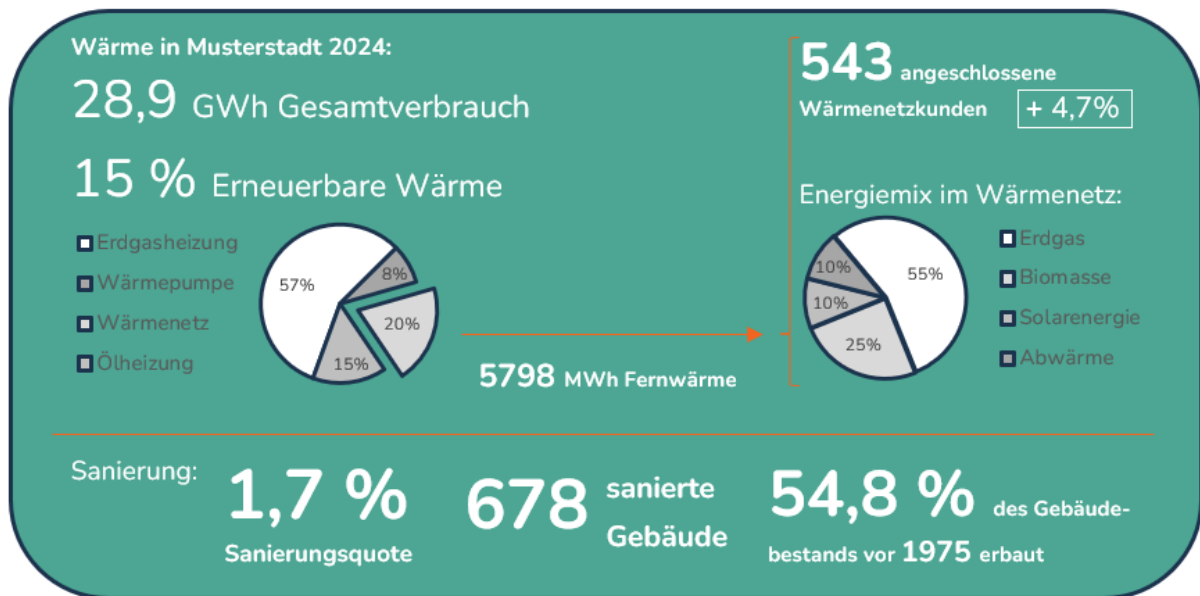 Wärme in Musterstadt 2024:
28,9 GWh Gesamtverbrauch
15 % Erneuerbare Wärme
Erdgasheizung
Wärmepumpe
Wärmenetz
Ölheizung
57%
8%
20%
15%
5798 MWh Fernwärme
543 angeschlossene
Wärmenetzkunden + 4,7%
Energiemix im Wärmenetz:
10%
55%
10%
25%
Erdgas
Biomasse
Solarenergie
Abwärme
Sanierung:
1,7 %
Sanierungsquote
678 sanierte
Gebäude
54,8 % des Gebäude-
bestands vor 1975 erbaut